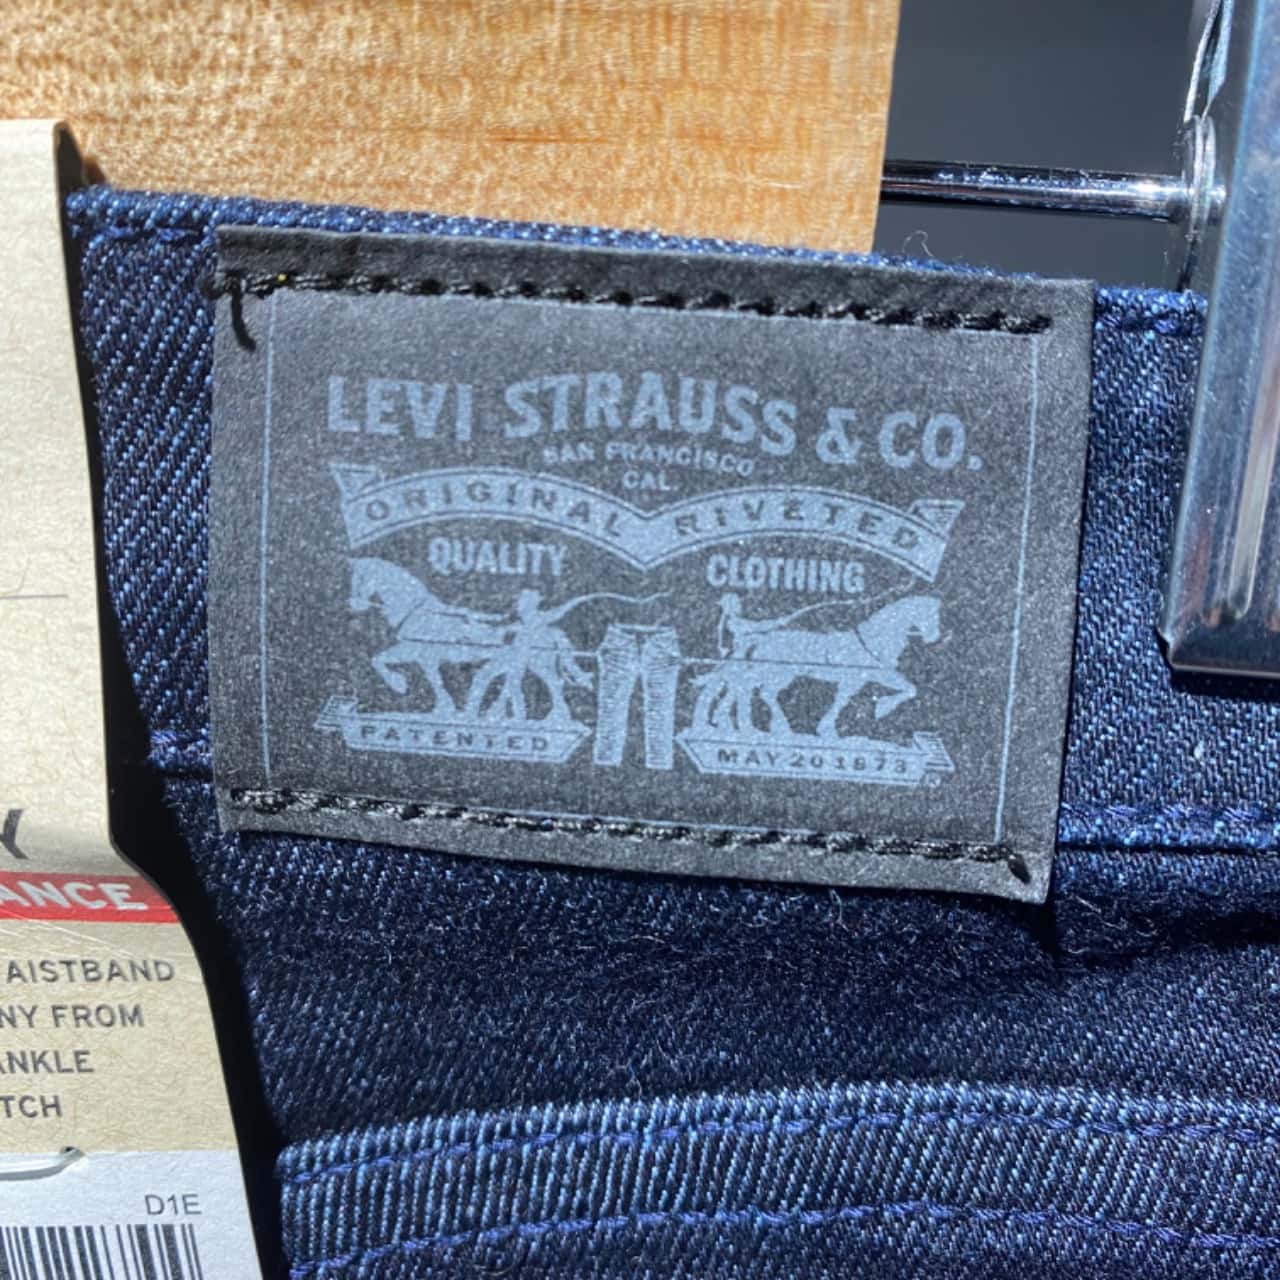 LEVI STRAUSS & CO.
SAN FRANCISCO
CAL.
ORIGINAL RIVETED
QUALITY CLOTHING
PATENTED MAY 20 1873
Y
ANCE
AISTBAND
NY FROM
ANKLE
TCH
D1E